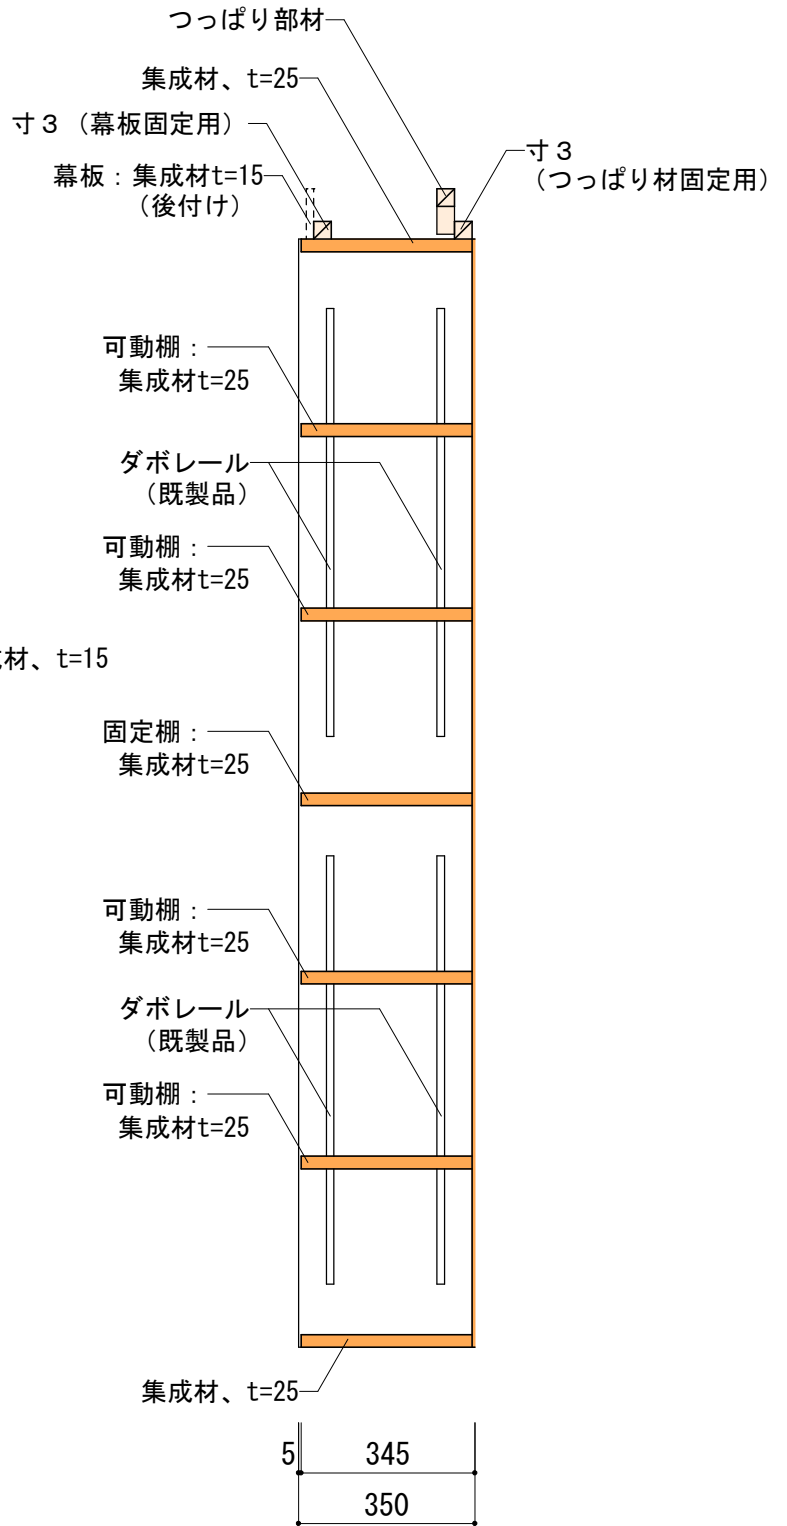 つっぱり部材
集成材、t=25
寸３（幕板固定用）
寸３
（つっぱり材固定用）
幕板：集成材t=15
（後付け）
可動棚：
集成材t=25
ダボレール
（既製品）
可動棚：
集成材t=25
材、t=15
固定棚：
集成材t=25
可動棚：
集成材t=25
ダボレール
（既製品）
可動棚：
集成材t=25
集成材、t=25
5 345
350